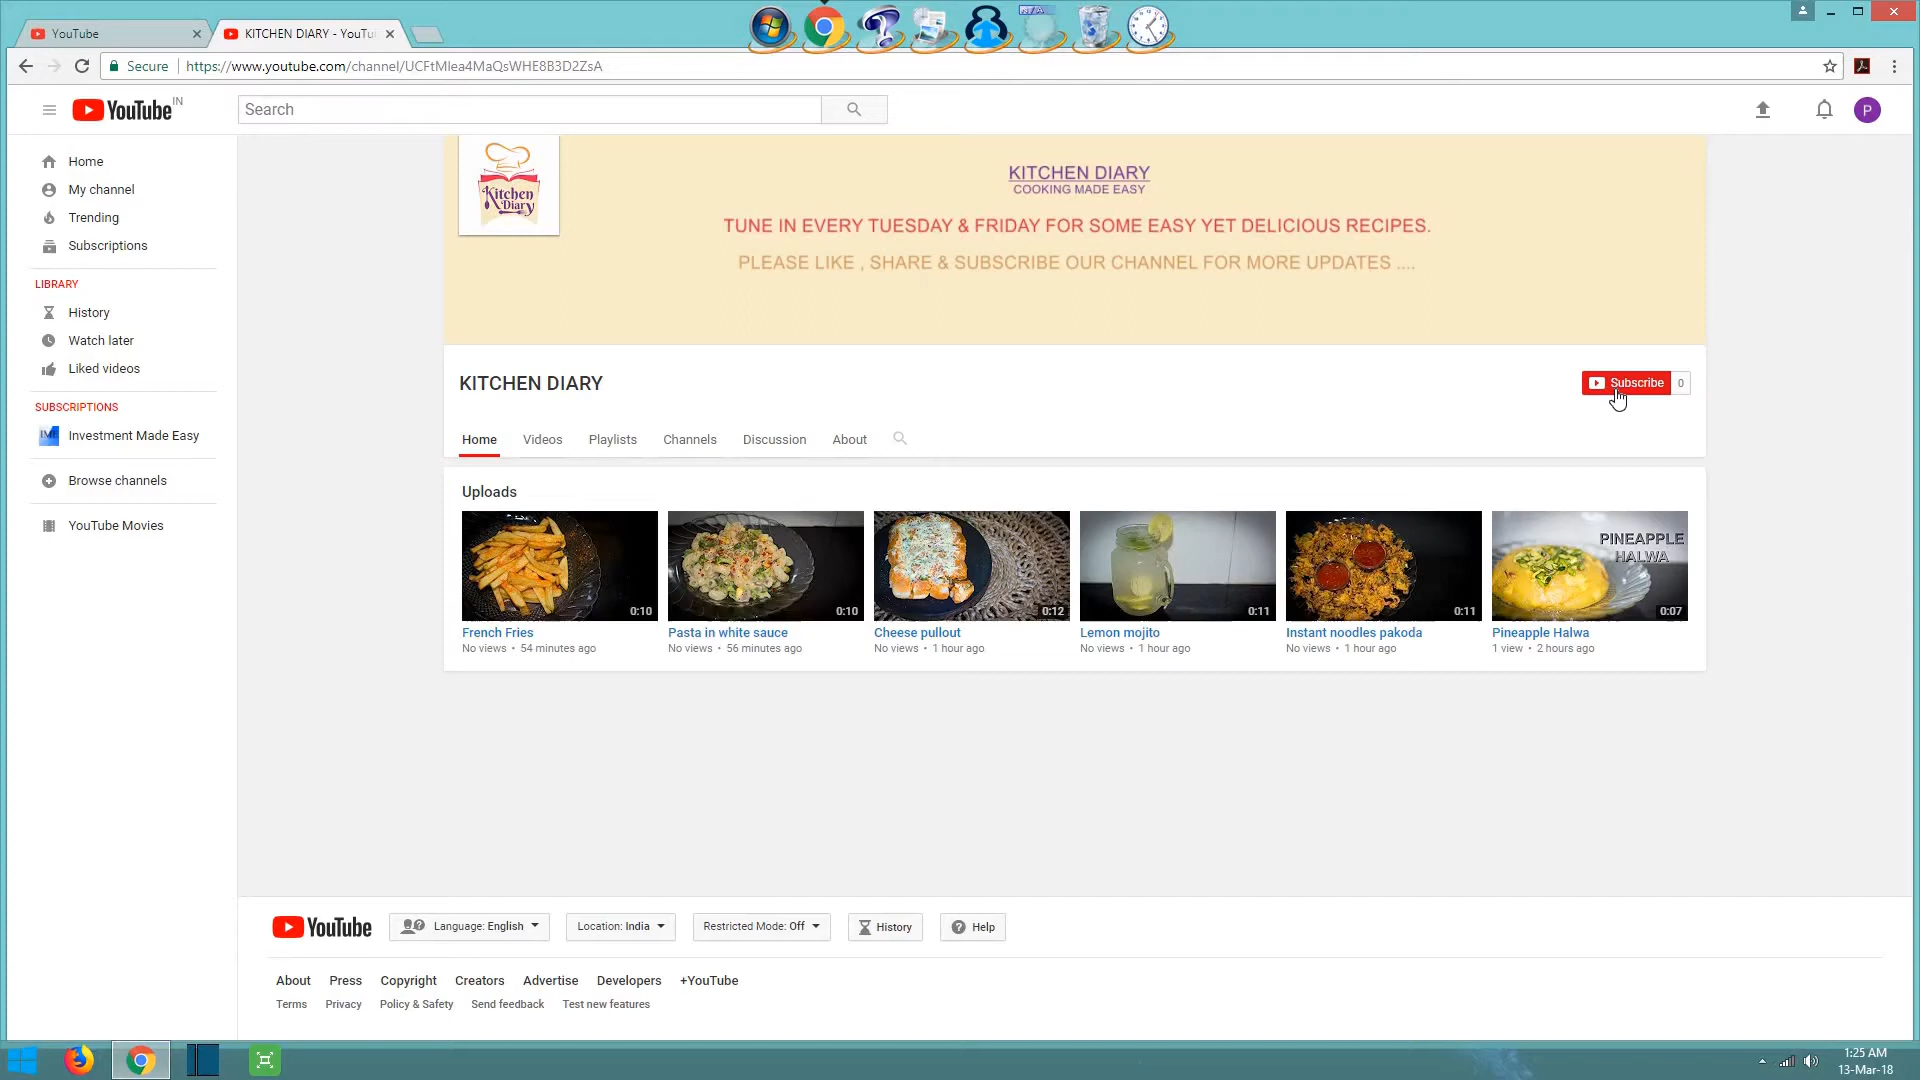 YouTube
KITCHEN DIARY - YouTu
Secure
https://www.youtube.com/channel/UCFtMlea4MaQsWHE8B3D2ZsA
YouTube IN
Search
P
Home
My channel
Trending
Subscriptions
LIBRARY
History
Watch later
Liked videos
SUBSCRIPTIONS
IME Investment Made Easy
Browse channels
YouTube Movies
Kitchen
Diary
KITCHEN DIARY
COOKING MADE EASY
TUNE IN EVERY TUESDAY & FRIDAY FOR SOME EASY YET DELICIOUS RECIPES.
PLEASE LIKE , SHARE & SUBSCRIBE OUR CHANNEL FOR MORE UPDATES ....
KITCHEN DIARY
Subscribe 0
Home Videos Playlists Channels Discussion About
Uploads
PINEAPPLE
HALWA
0:10 0:10 0:12 0:11 0:11 0:07
French Fries Pasta in white sauce Cheese pullout Lemon mojito Instant noodles pakoda Pineapple Halwa
No views • 54 minutes ago No views • 56 minutes ago No views • 1 hour ago No views • 1 hour ago No views • 1 hour ago 1 view • 2 hours ago
YouTube Language: English Location: India Restricted Mode: Off History Help
About Press Copyright Creators Advertise Developers +YouTube
Terms Privacy Policy & Safety Send feedback Test new features
1:25 AM
13-Mar-18